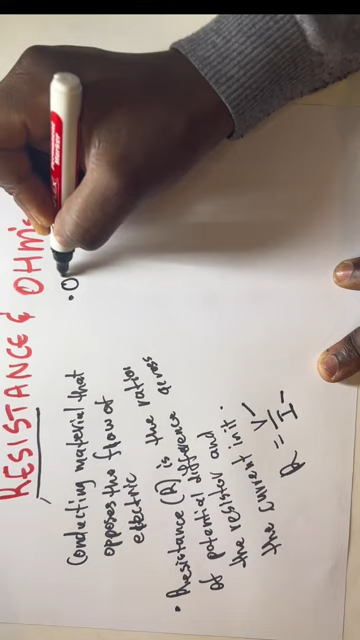 RESISTANCE & OHM's
Conducting material that
opposes the flow of
electric
• Resistance (R) is the ratio
of potential difference across
the resistor and
the current in it.
R = V/I
• O